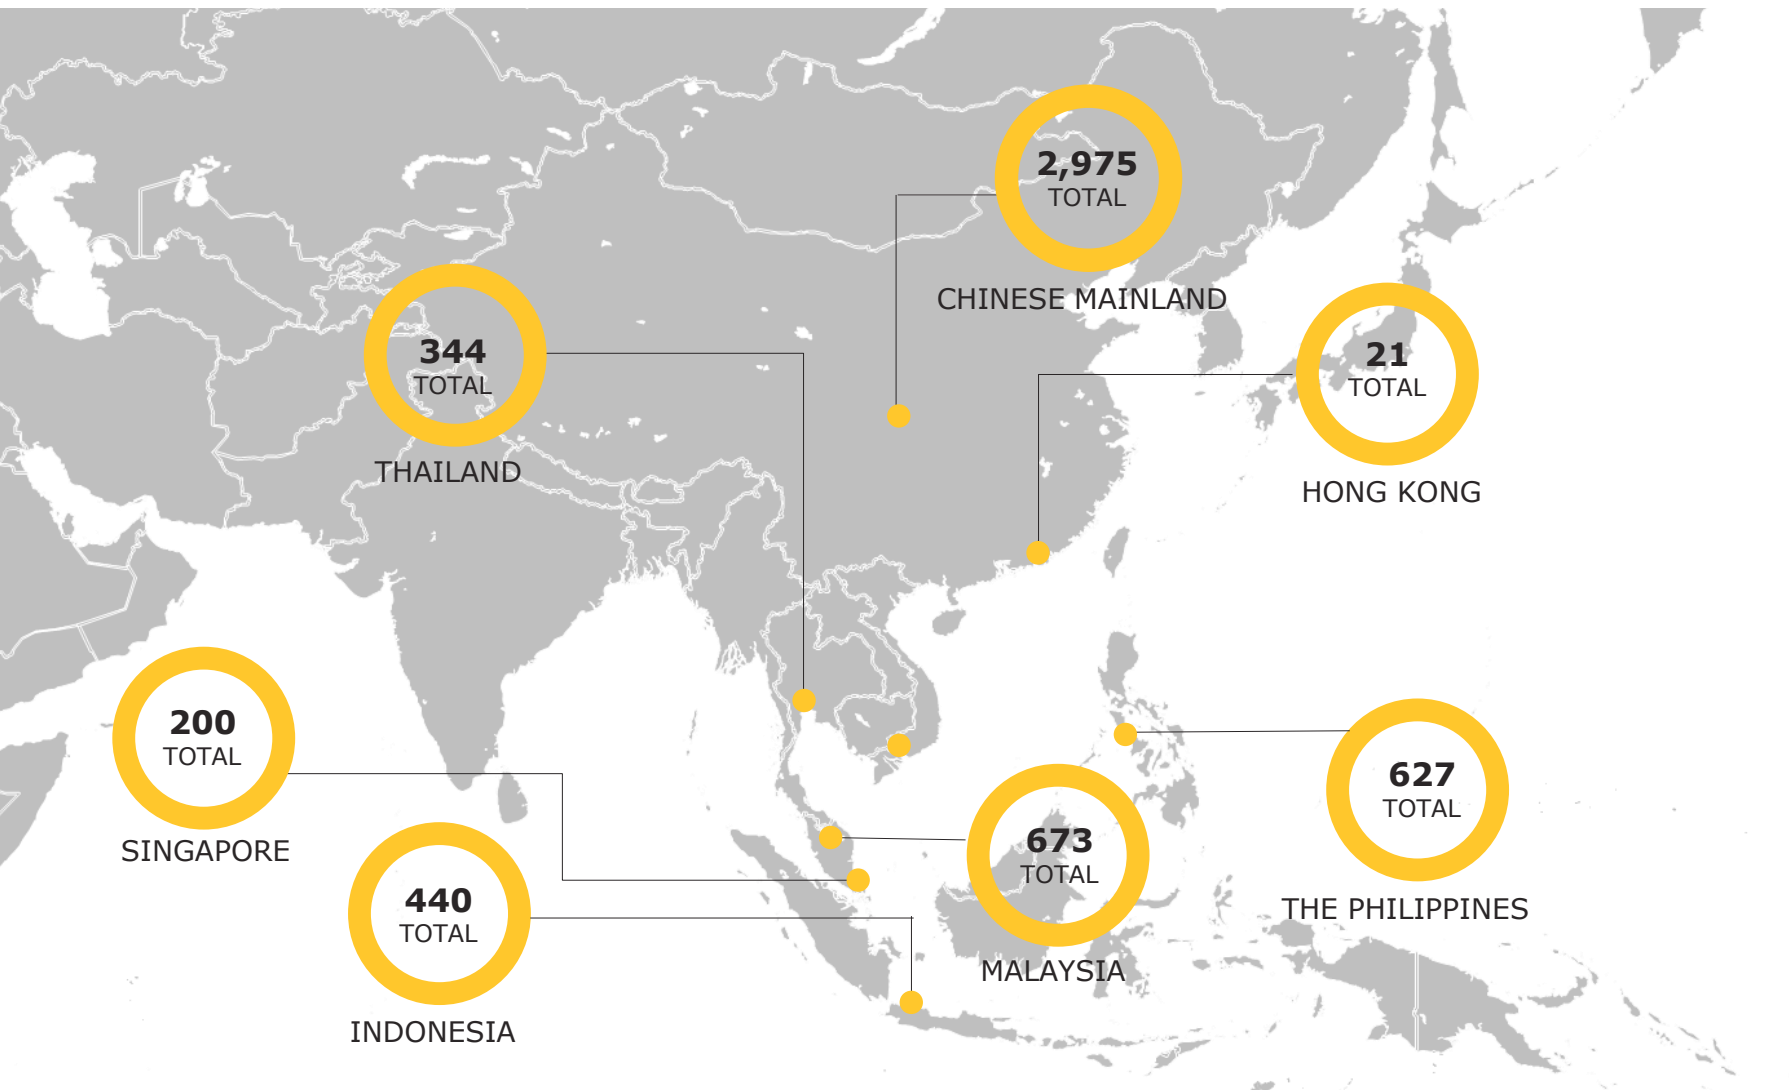 2,975
TOTAL
CHINESE MAINLAND
344
TOTAL
THAILAND
21
TOTAL
HONG KONG
200
TOTAL
SINGAPORE
627
TOTAL
THE PHILIPPINES
673
TOTAL
MALAYSIA
440
TOTAL
INDONESIA